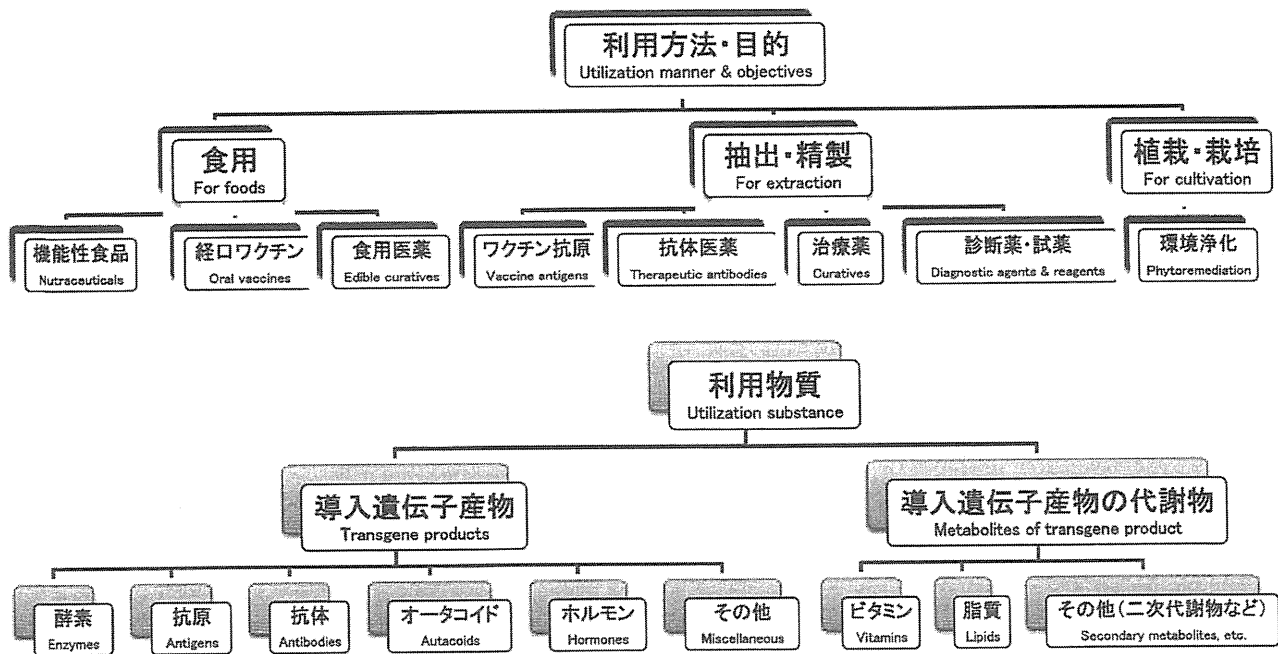 利用方法・目的
Utilization manner & objectives
食用
For foods
抽出・精製
For extraction
植栽・栽培
For cultivation
機能性食品
Nutraceuticals
経口ワクチン
Oral vaccines
食用医薬
Edible curatives
ワクチン抗原
Vaccine antigens
抗体医薬
Therapeutic antibodies
治療薬
Curatives
診断薬・試薬
Diagnostic agents & reagents
環境浄化
Phytoremediation
利用物質
Utilization substance
導入遺伝子産物
Transgene products
導入遺伝子産物の代謝物
Metabolites of transgene product
酵素
Enzymes
抗原
Antigens
抗体
Antibodies
オータコイド
Autacoids
ホルモン
Hormones
その他
Miscellaneous
ビタミン
Vitamins
脂質
Lipids
その他(二次代謝物など)
Secondary metabolites, etc.